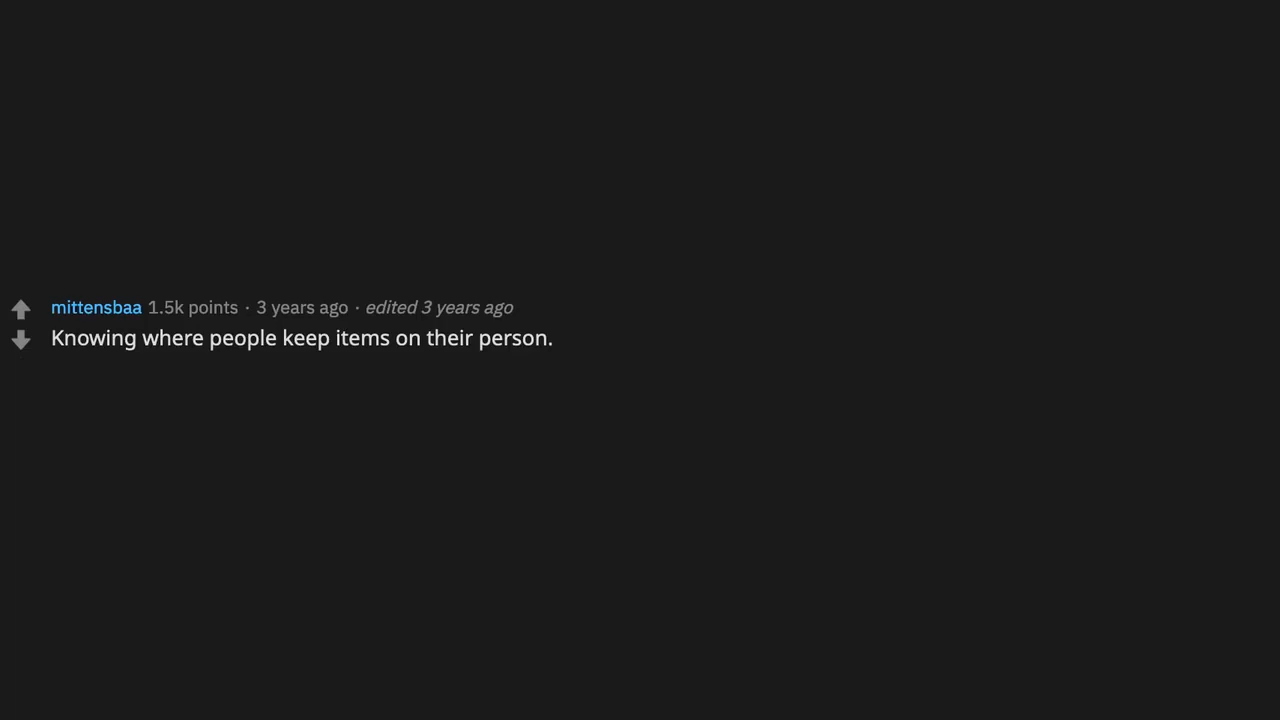 mittensbaa 1.5k points · 3 years ago · edited 3 years ago
Knowing where people keep items on their person.